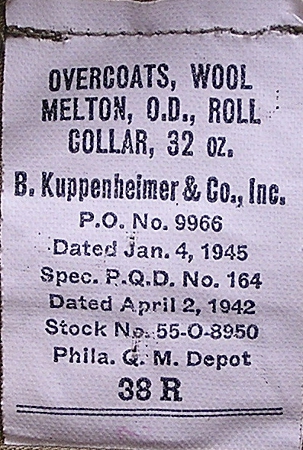 OVERCOATS, WOOL
MELTON, O.D., ROLL
COLLAR, 32 oz.
B. Kuppenheimer & Co., Inc.
P.O. No. 9966
Dated Jan. 4, 1945
Spec. P.Q.D. No. 164
Dated April 2, 1942
Stock No. 55-O-8950
Phila. Q. M. Depot
38 R